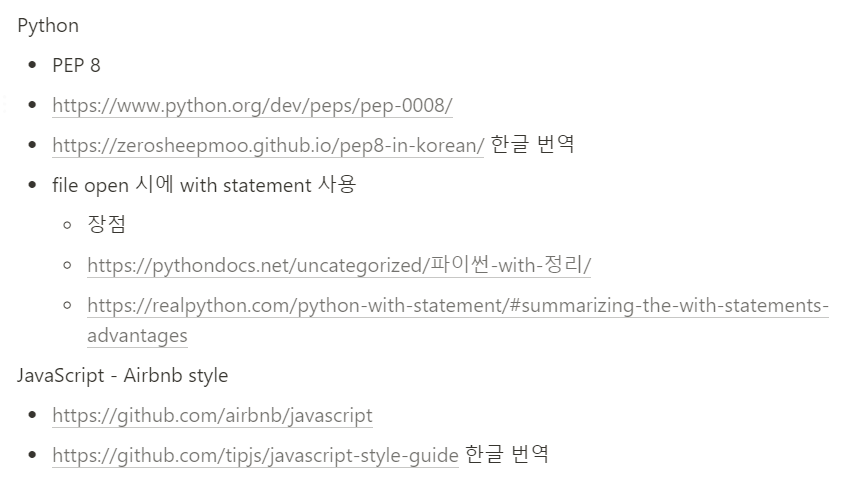 Python
• PEP 8
• https://www.python.org/dev/peps/pep-0008/
• https://zerosheepmoo.github.io/pep8-in-korean/ 한글 번역
• file open 시에 with statement 사용
◦ 장점
◦ https://pythondocs.net/uncategorized/파이썬-with-정리/
◦ https://realpython.com/python-with-statement/#summarizing-the-with-statements-
advantages
JavaScript - Airbnb style
• https://github.com/airbnb/javascript
• https://github.com/tipjs/javascript-style-guide 한글 번역